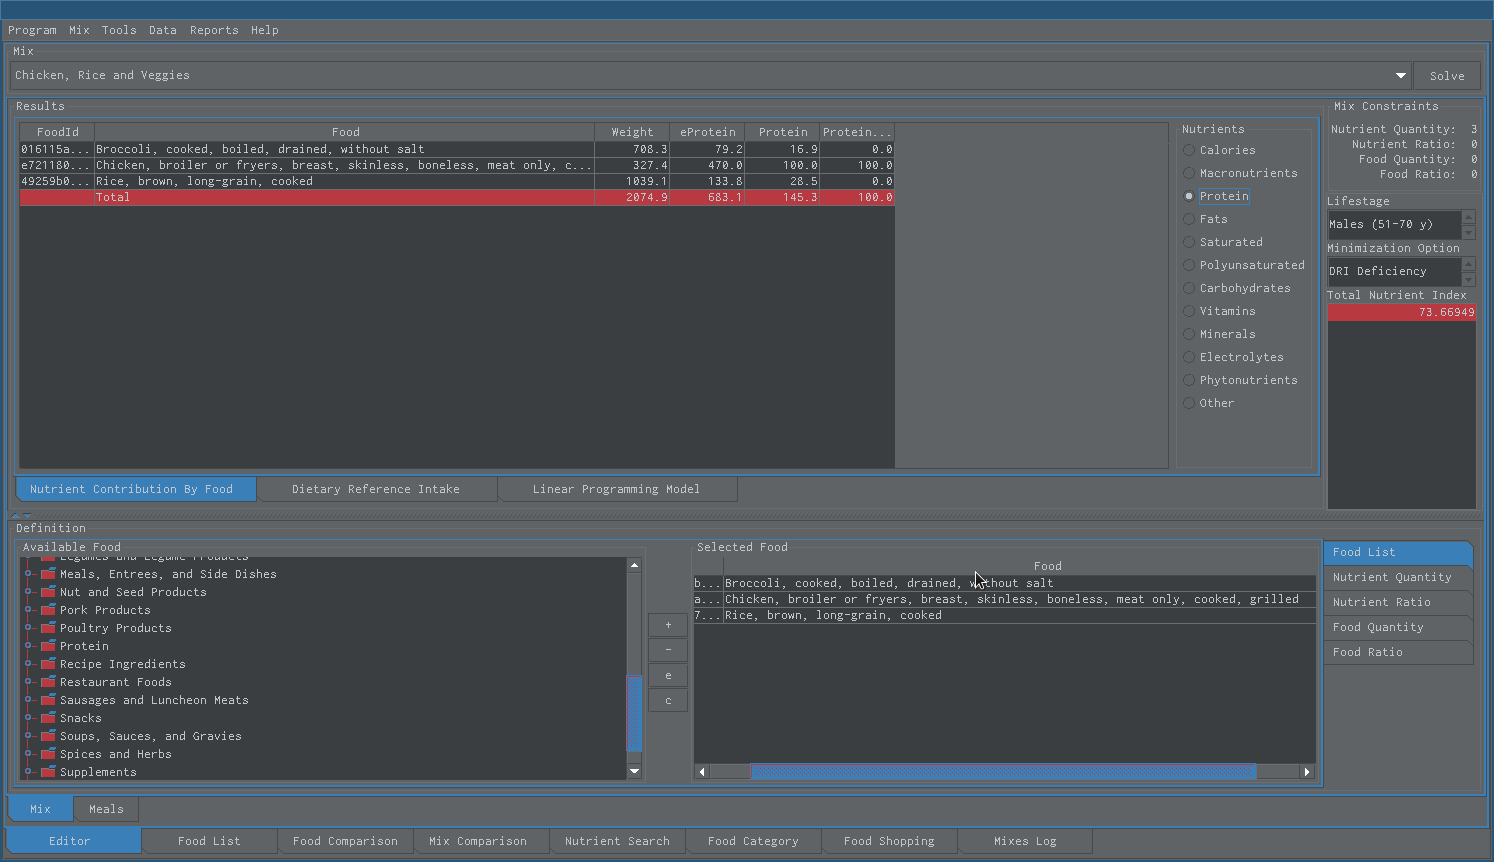 Program Mix Tools Data Reports Help
Mix
Chicken, Rice and Veggies
Solve
Results
FoodId Food Weight eProtein Protein Protein...
016115a... Broccoli, cooked, boiled, drained, without salt 708.3 79.2 16.9 0.0
e721180... Chicken, broiler or fryers, breast, skinless, boneless, meat only, c... 327.4 470.0 100.0 100.0
49259b0... Rice, brown, long-grain, cooked 1039.1 133.8 28.5 0.0
Total 2074.9 683.1 145.3 100.0
Nutrients
Calories
Macronutrients
Protein
Fats
Saturated
Polyunsaturated
Carbohydrates
Vitamins
Minerals
Electrolytes
Phytonutrients
Other
Mix Constraints
Nutrient Quantity: 3
Nutrient Ratio: 0
Food Quantity: 0
Food Ratio: 0
Lifestage
Males (51-70 y)
Minimization Option
DRI Deficiency
Total Nutrient Index
73.66949
Nutrient Contribution By Food Dietary Reference Intake Linear Programming Model
Definition
Available Food
Legumes and Legume Products
Meals, Entrees, and Side Dishes
Nut and Seed Products
Pork Products
Poultry Products
Protein
Recipe Ingredients
Restaurant Foods
Sausages and Luncheon Meats
Snacks
Soups, Sauces, and Gravies
Spices and Herbs
Supplements
+
-
e
c
Selected Food
Food
b... Broccoli, cooked, boiled, drained, without salt
a... Chicken, broiler or fryers, breast, skinless, boneless, meat only, cooked, grilled
7... Rice, brown, long-grain, cooked
Food List
Nutrient Quantity
Nutrient Ratio
Food Quantity
Food Ratio
Mix Meals
Editor Food List Food Comparison Mix Comparison Nutrient Search Food Category Food Shopping Mixes Log